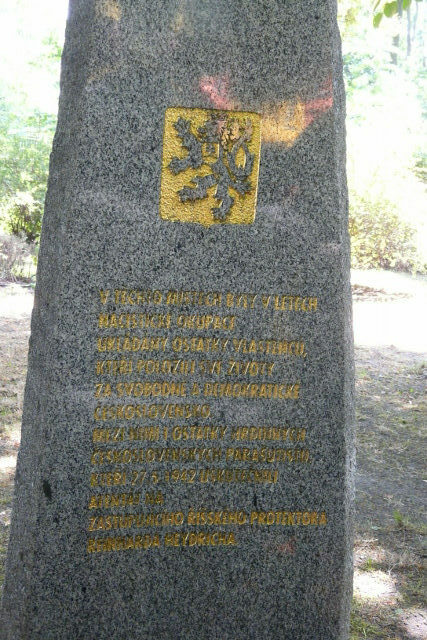 V TĚCHTO MÍSTECH BYLY V LETECH
NACISTICKÉ OKUPACE
UKLÁDÁNY OSTATKY VLASTENCŮ,
KTEŘÍ POLOŽILI SVÉ ŽIVOTY
ZA SVOBODNÉ A DEMOKRATICKÉ
ČESKOSLOVENSKO
MEZI NIMI I OSTATKY HRDINNÝCH
ČESKOSLOVENSKÝCH PARAŠUTISTŮ,
KTEŘÍ 27. 1942 USKUTEČNILI
ATENTÁT NA
ZASTUPUJÍCÍHO ŘÍŠSKÉHO PROTEKTORA
REINHARDA HEYDRICHA